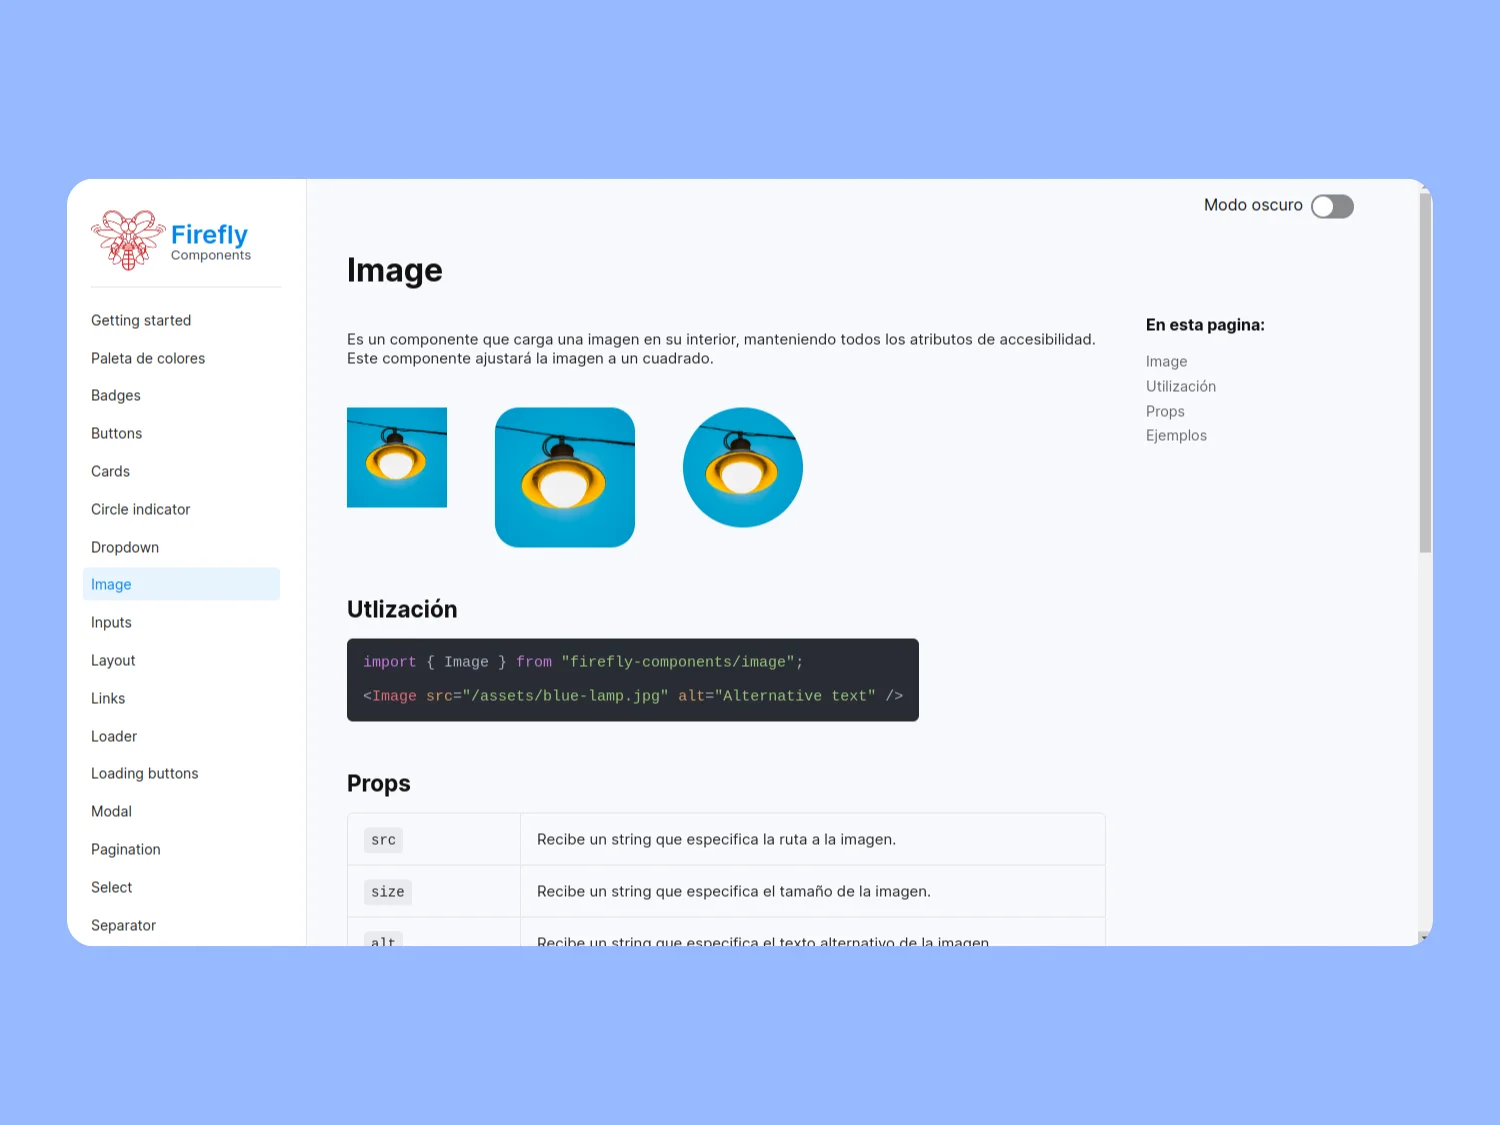 Firefly
Components
Getting started
Paleta de colores
Badges
Buttons
Cards
Circle indicator
Dropdown
Image
Inputs
Layout
Links
Loader
Loading buttons
Modal
Pagination
Select
Separator
Modo oscuro
Image
Es un componente que carga una imagen en su interior, manteniendo todos los atributos de accesibilidad.
Este componente ajustará la imagen a un cuadrado.
Utlización
import { Image } from "firefly-components/image";
<Image src="/assets/blue-lamp.jpg" alt="Alternative text" />
Props
src
Recibe un string que especifica la ruta a la imagen.
size
Recibe un string que especifica el tamaño de la imagen.
alt
Recibe un string que especifica el texto alternativo de la imagen
En esta pagina:
Image
Utilización
Props
Ejemplos